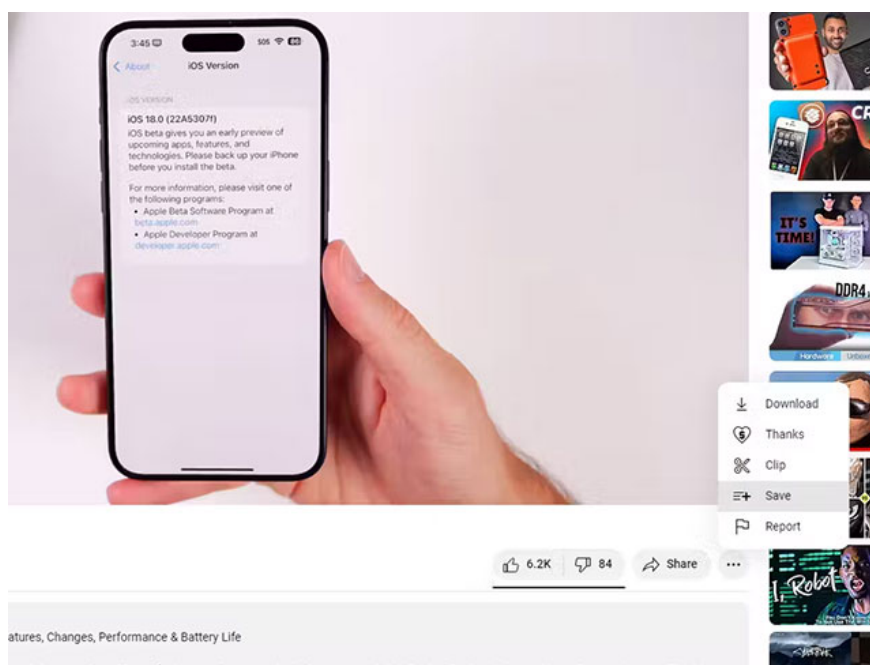 3:45
SOS
86
About
iOS Version
iOS VERSION
iOS 18.0 (22A5307f)
iOS beta gives you an early preview of
upcoming apps, features, and
technologies. Please back up your iPhone
before you install the beta.
For more information, please visit one of
the following programs:
• Apple Beta Software Program at
beta.apple.com
• Apple Developer Program at
developer.apple.com
IT'S
TIME!
DDR4
Hardware
Download
Thanks
Clip
Save
Report
6.2K
84
Share
I, Robot
atures, Changes, Performance & Battery Life